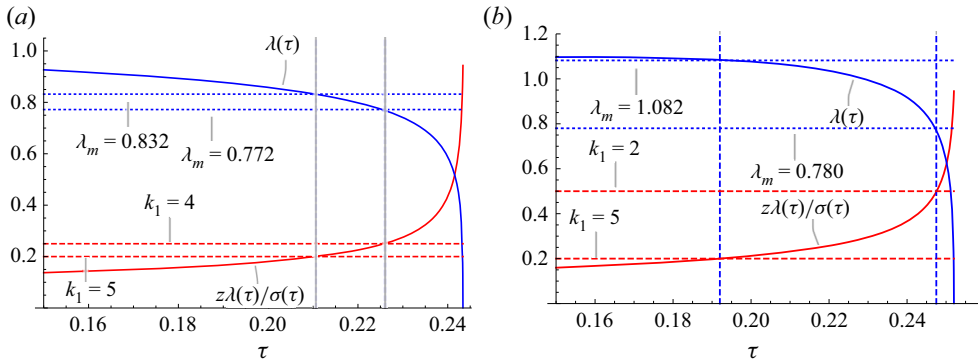 (a)
1.0
0.8
0.6
0.4
0.2
λ(τ)
λm = 0.832
λm = 0.772
k1 = 4
k1 = 5
zλ(τ)/σ(τ)
0.16 0.18 0.20 0.22 0.24
τ
(b)
1.2
1.0
0.8
0.6
0.4
0.2
λm = 1.082
λ(τ)
k1 = 2
λm = 0.780
k1 = 5
zλ(τ)/σ(τ)
0.16 0.18 0.20 0.22 0.24
τ